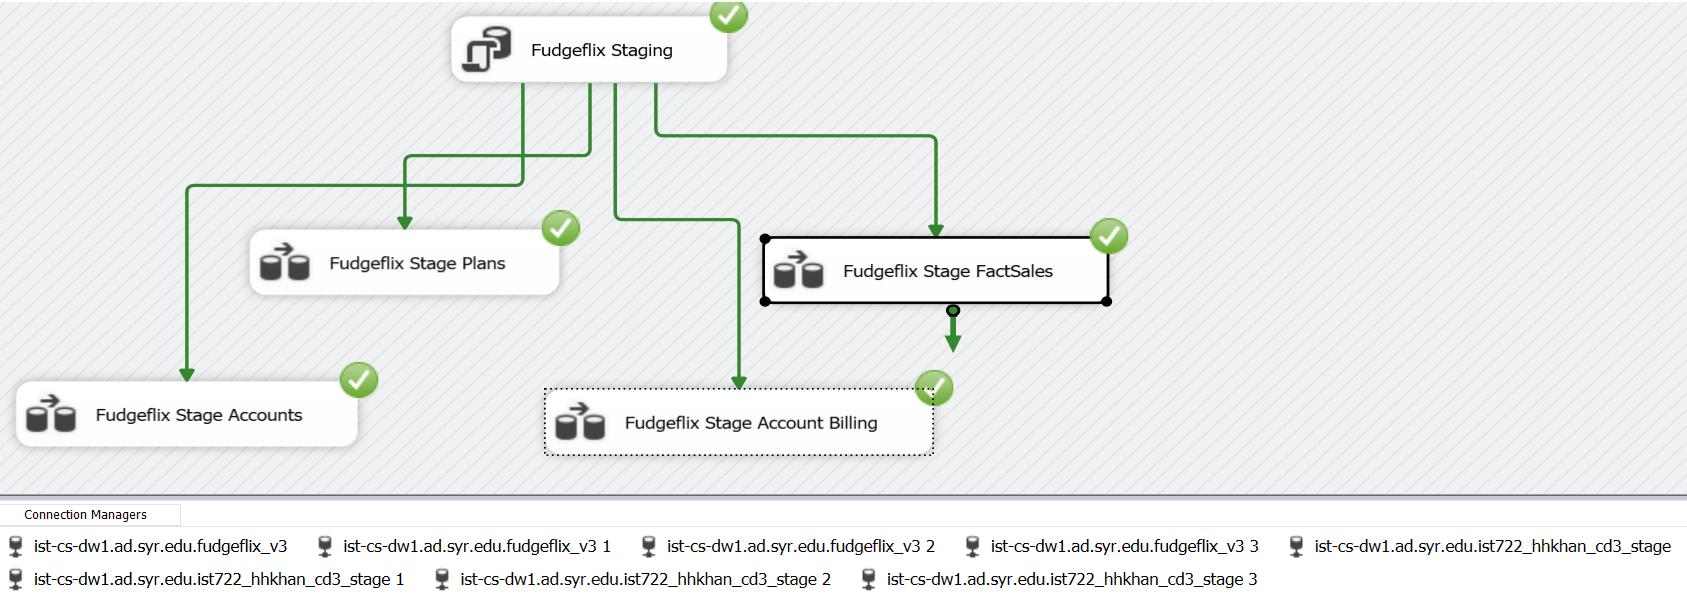 Fudgeflix Staging
Fudgeflix Stage Plans
Fudgeflix Stage FactSales
Fudgeflix Stage Accounts
Fudgeflix Stage Account Billing
Connection Managers
ist-cs-dw1.ad.syr.edu.fudgeflix_v3 ist-cs-dw1.ad.syr.edu.fudgeflix_v3 1 ist-cs-dw1.ad.syr.edu.fudgeflix_v3 2 ist-cs-dw1.ad.syr.edu.fudgeflix_v3 3 ist-cs-dw1.ad.syr.edu.ist722_hhkhan_cd3_stage
ist-cs-dw1.ad.syr.edu.ist722_hhkhan_cd3_stage 1 ist-cs-dw1.ad.syr.edu.ist722_hhkhan_cd3_stage 2 ist-cs-dw1.ad.syr.edu.ist722_hhkhan_cd3_stage 3